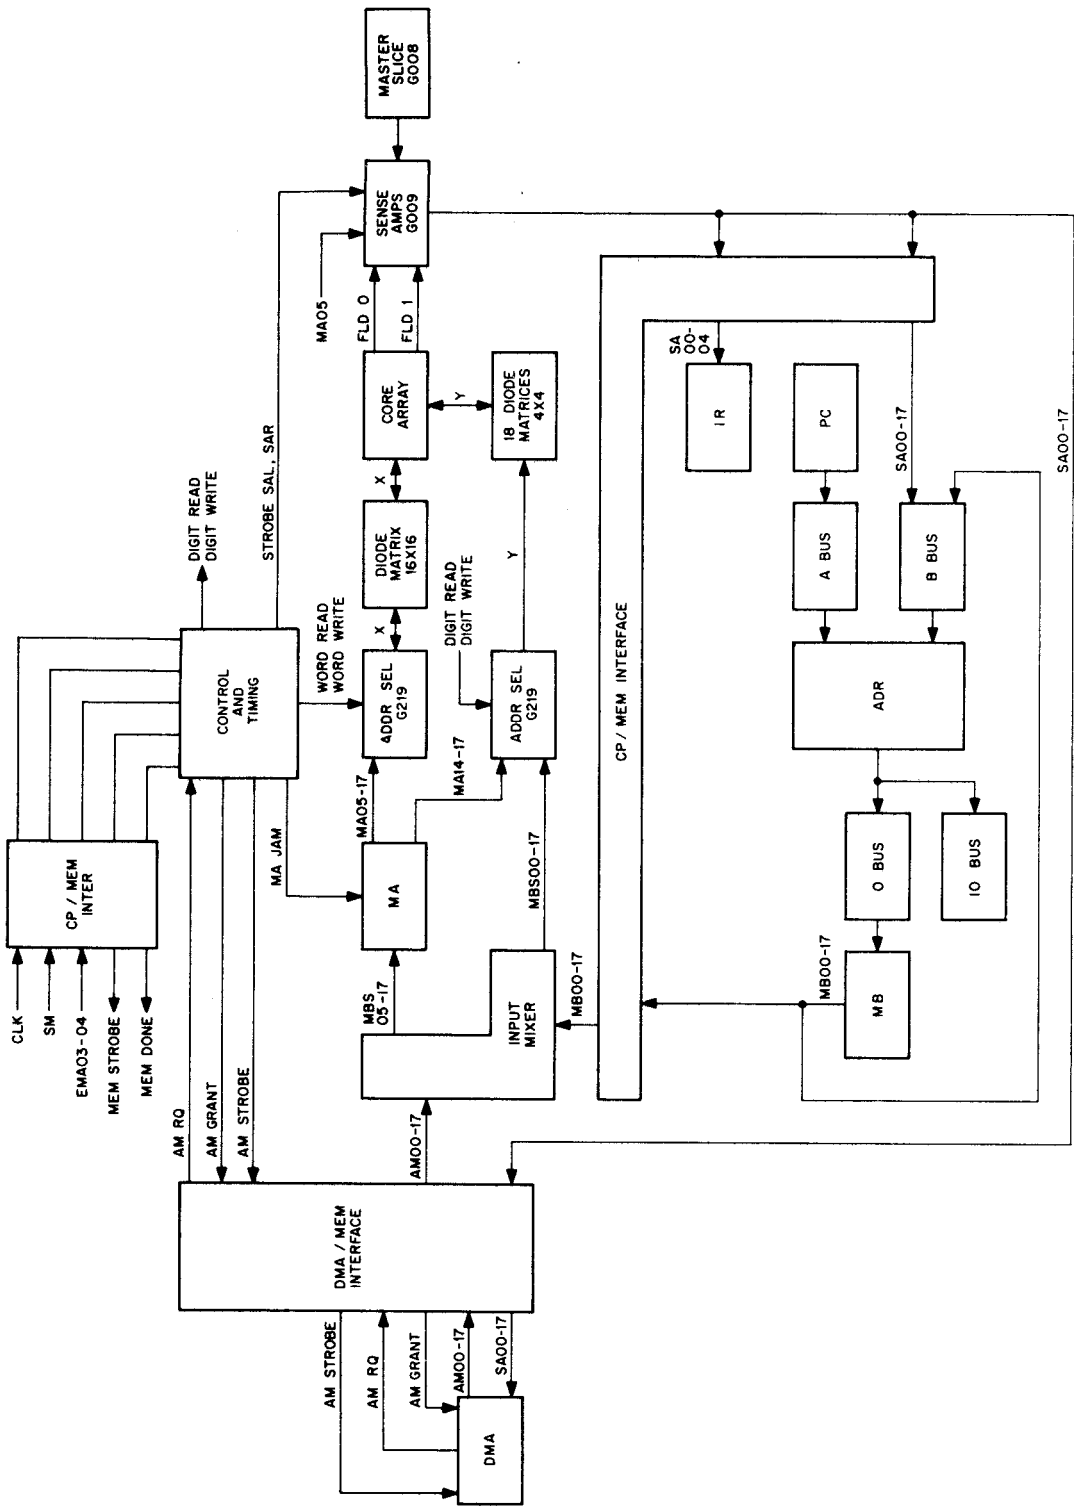 CLK
SM
EMA03-04
MEM STROBE
MEM DONE
CP / MEM
INTER
AM RQ
AM GRANT
AM STROBE
MA JAM
CONTROL
AND
TIMING
DIGIT READ
DIGIT WRITE
STROBE SAL, SAR
WORD READ
WORD WRITE
DMA / MEM
INTERFACE
AM STROBE
AM RQ
AM GRANT
AM00-17
SA00-17
DMA
AM00-17
INPUT
MIXER
MBS
05-17
MA
MA05-17
MA14-17
MBS00-17
MB00-17
ADDR SEL
G219
X
DIODE
MATRIX
16X16
X
CORE
ARRAY
FLD 0
FLD 1
MA05
SENSE
AMPS
G009
MASTER
SLICE
G008
DIGIT READ
DIGIT WRITE
ADDR SEL
G219
Y
18 DIODE
MATRICES
4X4
Y
CP / MEM INTERFACE
SA
00-
04
IR
PC
A BUS
SA00-17
B BUS
ADR
O BUS
IO BUS
MB00-17
MB
SA00-17